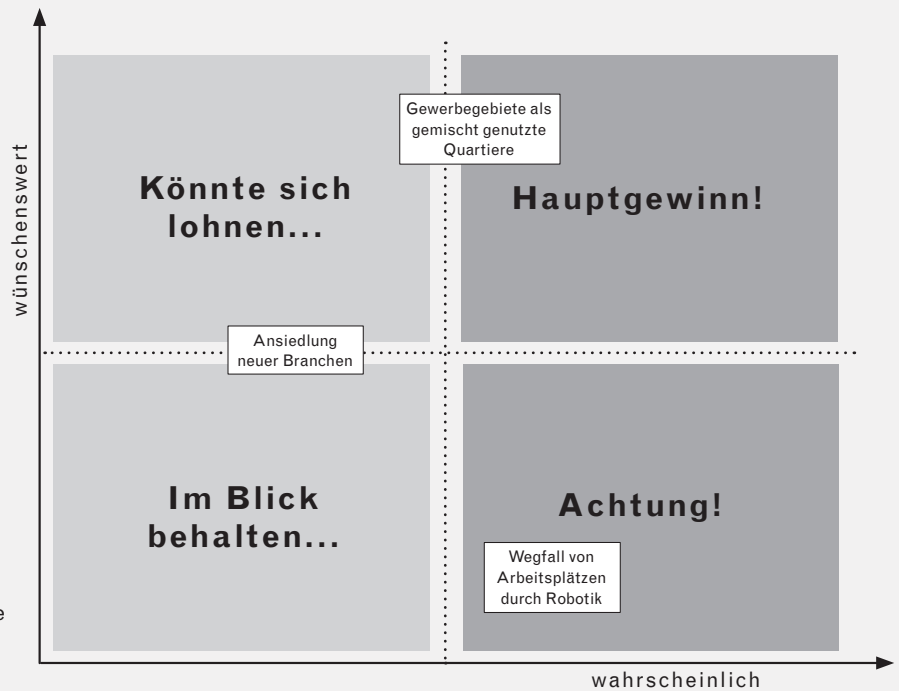 wünschenswert
Gewerbegebiete als
gemischt genutzte
Quartiere
Könnte sich
lohnen...
Hauptgewinn!
Ansiedlung
neuer Branchen
Im Blick
behalten...
Achtung!
Wegfall von
Arbeitsplätzen
durch Robotik
e
wahrscheinlich